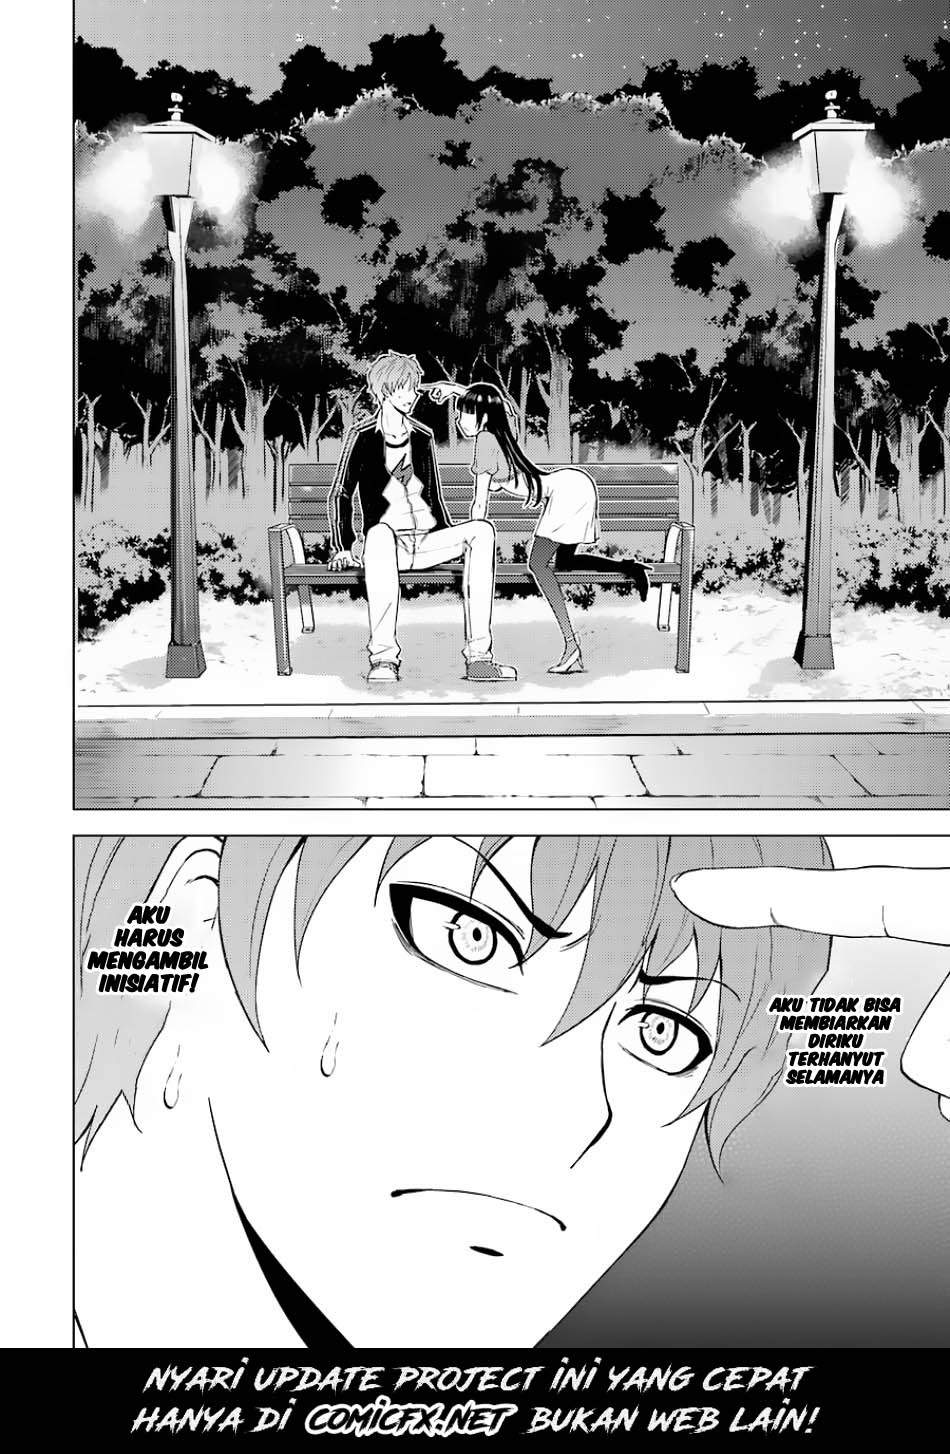 AKU TIDAK BISA
MEMBIARKAN
DIRIKU
TERHANYUT
SELAMANYA
AKU
HARUS
MENGAMBIL
INISIATIF!
NYARI UPDATE PROJECT INI YANG CEPAT
HANYA DI COMICFX.NET BUKAN WEB LAIN!